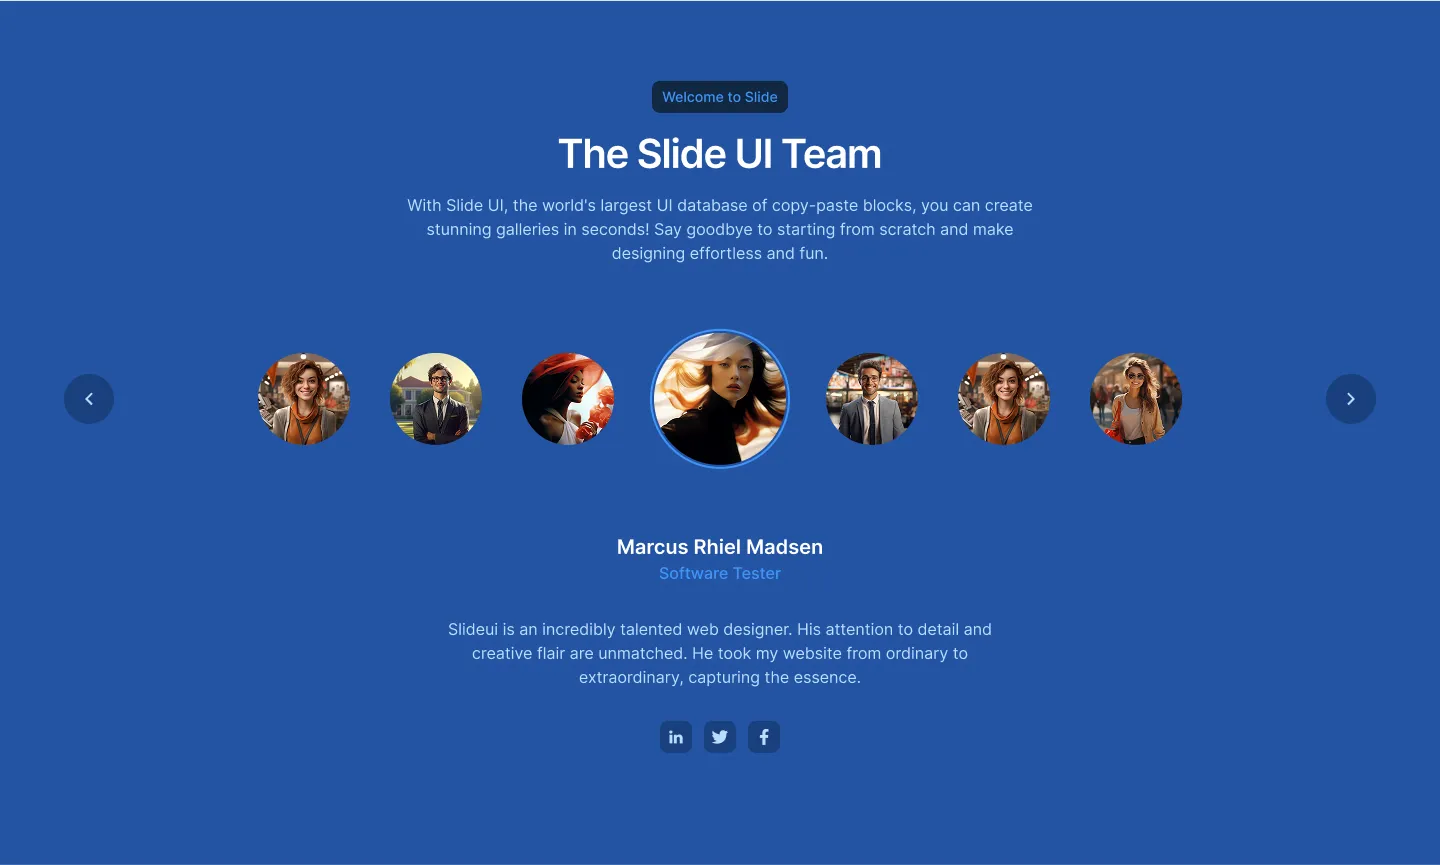 Welcome to Slide
The Slide UI Team
With Slide UI, the world's largest UI database of copy-paste blocks, you can create
stunning galleries in seconds! Say goodbye to starting from scratch and make
designing effortless and fun.
Marcus Rhiel Madsen
Software Tester
Slideui is an incredibly talented web designer. His attention to detail and
creative flair are unmatched. He took my website from ordinary to
extraordinary, capturing the essence.